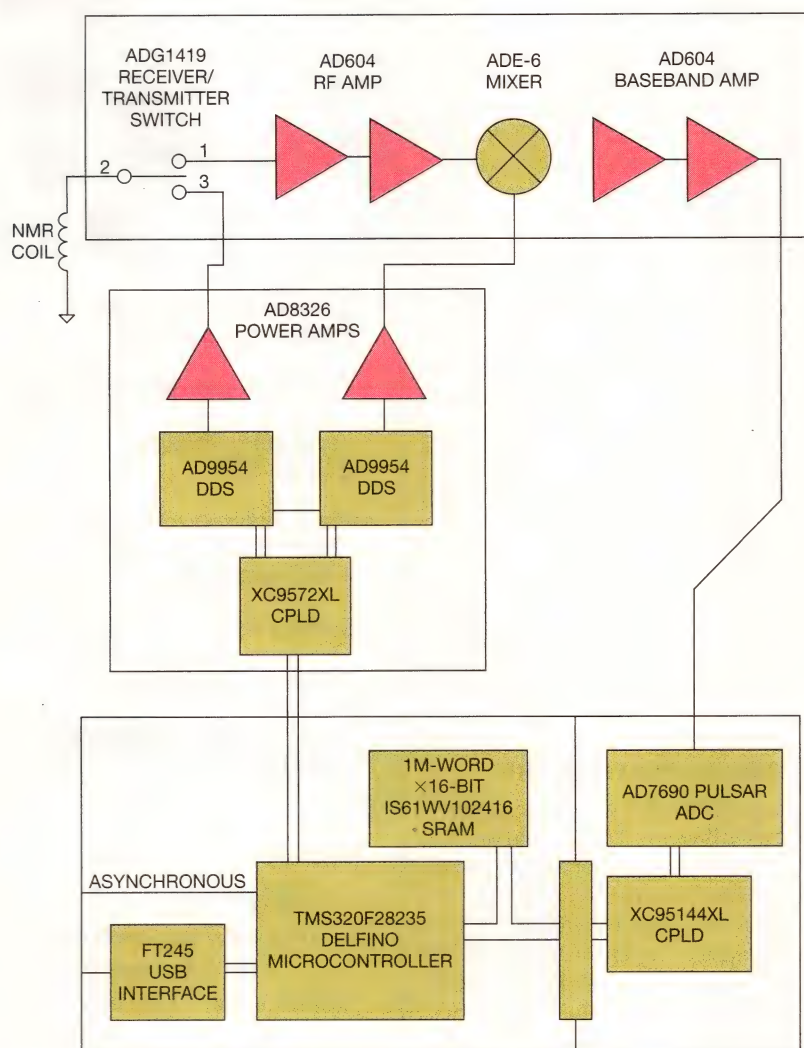 ADG1419
RECEIVER/
TRANSMITTER
SWITCH
AD604
RF AMP
ADE-6
MIXER
AD604
BASEBAND AMP
1
2
3
NMR
COIL
AD8326
POWER AMPS
AD9954
DDS
AD9954
DDS
XC9572XL
CPLD
1M-WORD
×16-BIT
IS61WV102416
SRAM
AD7690 PULSAR
ADC
ASYNCHRONOUS
TMS320F28235
DELFINO
MICROCONTROLLER
XC95144XL
CPLD
FT245
USB
INTERFACE